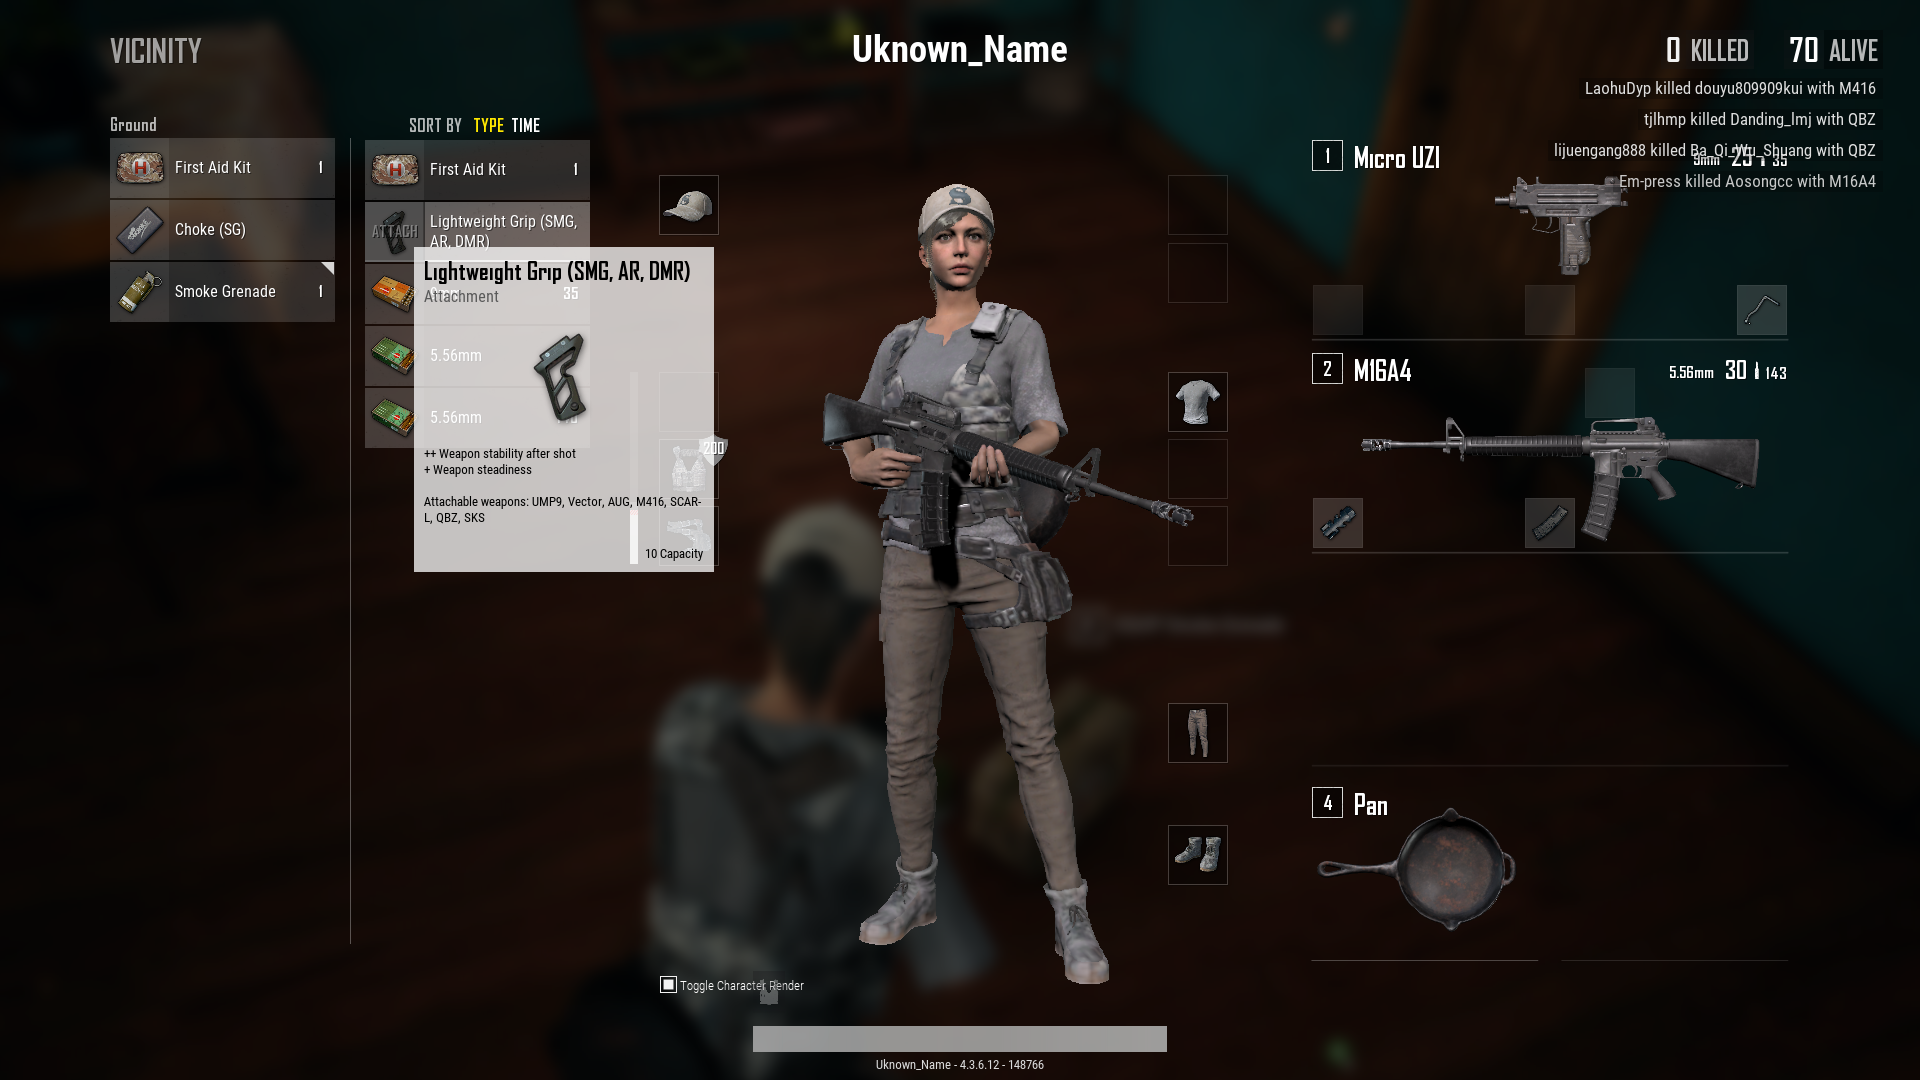 VICINITY
Uknown_Name
0 KILLED 70 ALIVE
LaohuDyp killed douyu809909kui with M416
tjlhmp killed Danding_lmj with QBZ
lijuengang888 killed Ba_Qi_Wu_Shuang with QBZ
Em-press killed Aosongcc with M16A4
Ground
First Aid Kit 1
Choke (SG)
Smoke Grenade 1
SORT BY TYPE TIME
First Aid Kit 1
ATTACH
Lightweight Grip (SMG,
AR, DMR)
35
5.56mm
5.56mm
Lightweight Grip (SMG, AR, DMR)
Attachment
++ Weapon stability after shot
+ Weapon steadiness
Attachable weapons: UMP9, Vector, AUG, M416, SCAR-
L, QBZ, SKS
10 Capacity
200
1 Micro UZI
9mm 25 35
2 M16A4
5.56mm 30 143
4 Pan
Toggle Character Render
Uknown_Name - 4.3.6.12 - 148766